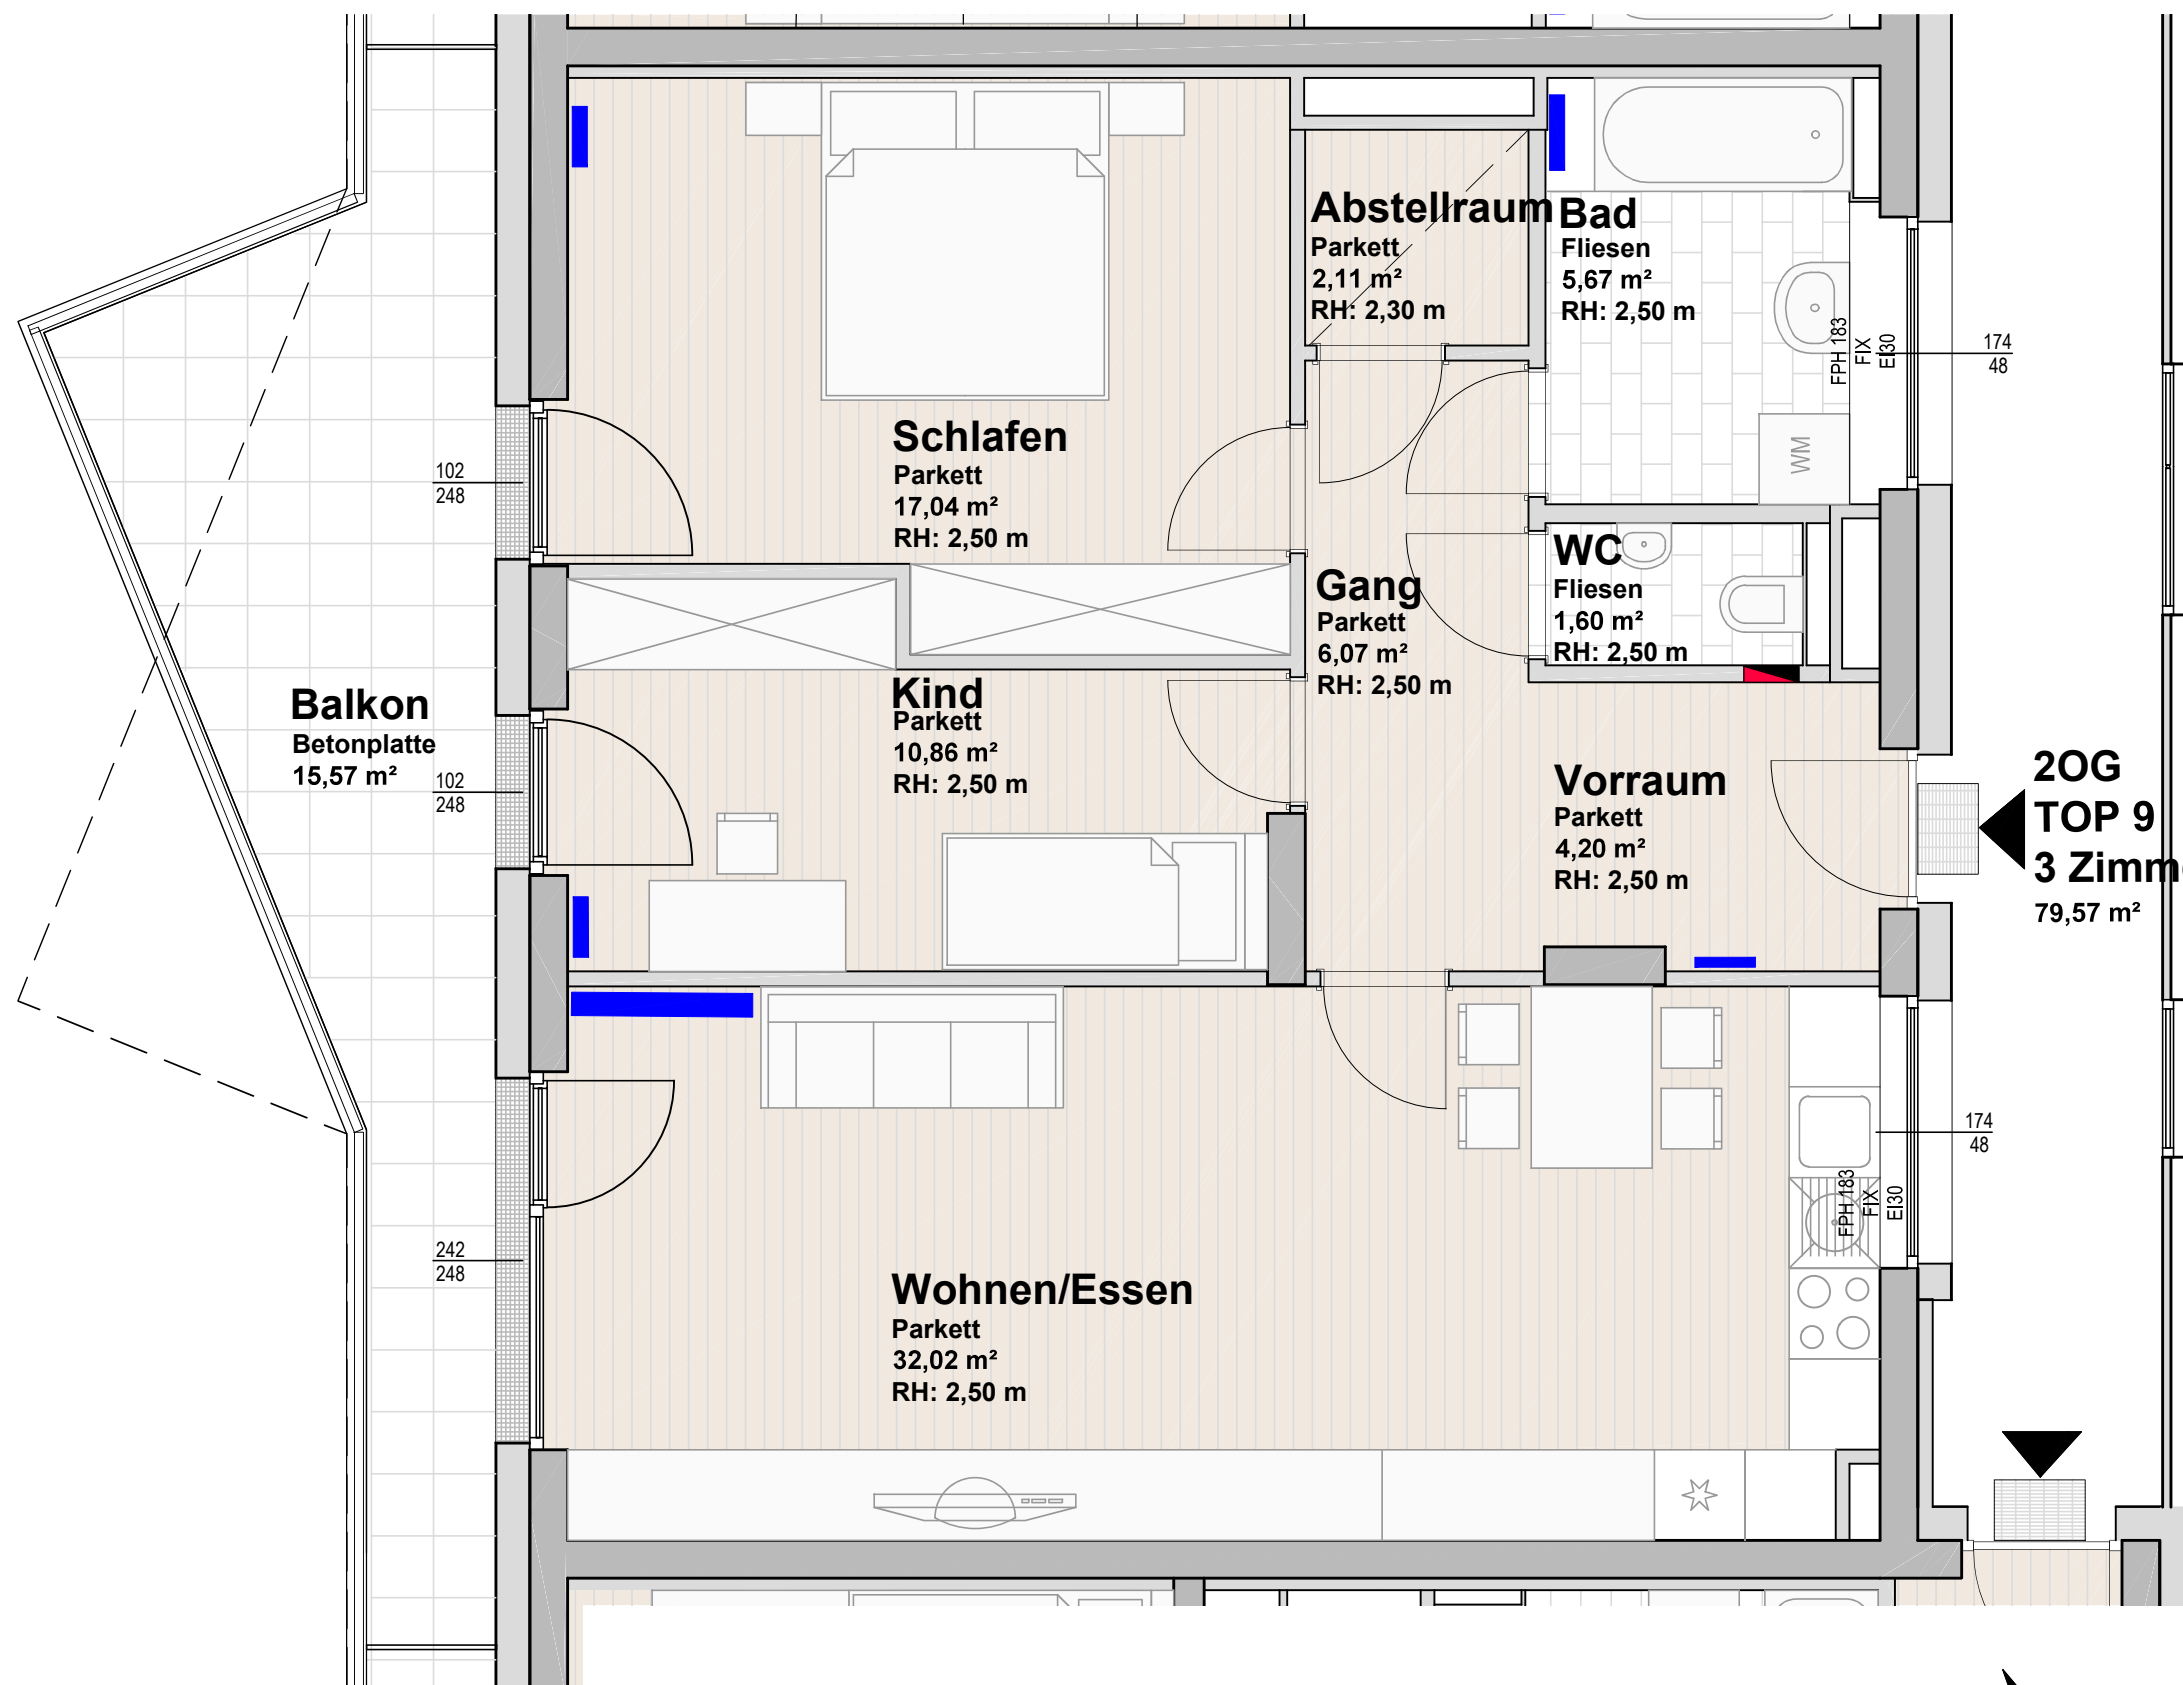 Abstellraum
Parkett
2,11 m²
RH: 2,30 m
Bad
Fliesen
5,67 m²
RH: 2,50 m
FPH 183
FIX
EI30
174
48
WM
Schlafen
Parkett
17,04 m²
RH: 2,50 m
102
248
WC
Fliesen
1,60 m²
RH: 2,50 m
Gang
Parkett
6,07 m²
RH: 2,50 m
Kind
Parkett
10,86 m²
RH: 2,50 m
Balkon
Betonplatte
15,57 m²
102
248
Vorraum
Parkett
4,20 m²
RH: 2,50 m
2OG
TOP 9
3 Zimm
79,57 m²
174
48
FPH 183
FIX
EI30
242
248
Wohnen/Essen
Parkett
32,02 m²
RH: 2,50 m